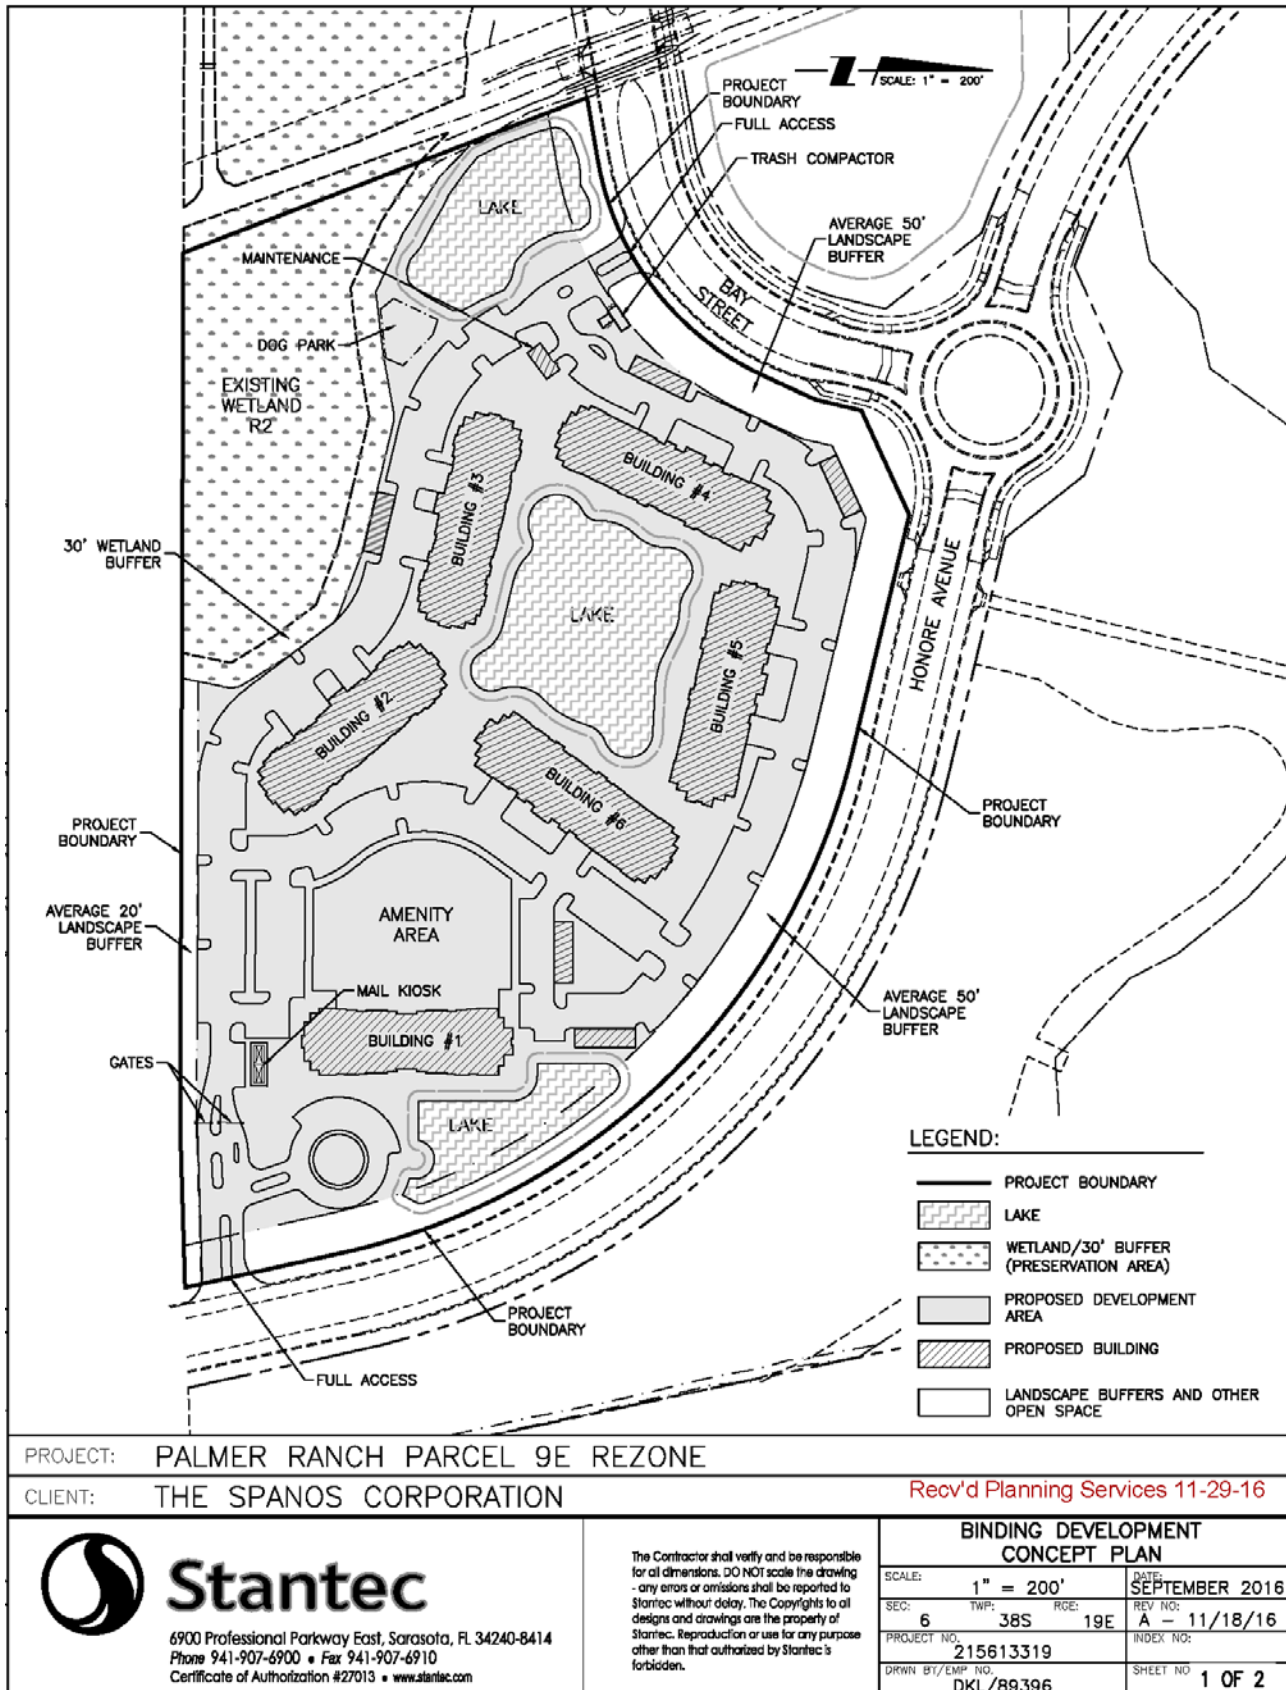 SCALE: 1" = 200'
PROJECT
BOUNDARY
FULL ACCESS
TRASH COMPACTOR
LAKE
AVERAGE 50'
LANDSCAPE
BUFFER
MAINTENANCE
BAY
STREET
DOG PARK
EXISTING
WETLAND
R2
BUILDING #3
BUILDING #4
30' WETLAND
BUFFER
LAKE
HONORE AVENUE
BUILDING #5
BUILDING #2
BUILDING #6
PROJECT
BOUNDARY
PROJECT
BOUNDARY
AVERAGE 20'
LANDSCAPE
BUFFER
AMENITY
AREA
MAIL KIOSK
AVERAGE 50'
LANDSCAPE
BUFFER
BUILDING #1
GATES
LAKE
PROJECT
BOUNDARY
FULL ACCESS
LEGEND:
PROJECT BOUNDARY
LAKE
WETLAND/30' BUFFER
(PRESERVATION AREA)
PROPOSED DEVELOPMENT
AREA
PROPOSED BUILDING
LANDSCAPE BUFFERS AND OTHER
OPEN SPACE
PROJECT: PALMER RANCH PARCEL 9E REZONE
CLIENT: THE SPANOS CORPORATION
Recv'd Planning Services 11-29-16
Stantec
6900 Professional Parkway East, Sarasota, FL 34240-8414
Phone 941-907-6900 • Fax 941-907-6910
Certificate of Authorization #27013 • www.stantec.com
The Contractor shall verify and be responsible
for all dimensions. DO NOT scale the drawing
- any errors or omissions shall be reported to
Stantec without delay. The Copyrights to all
designs and drawings are the property of
Stantec. Reproduction or use for any purpose
other than that authorized by Stantec is
forbidden.
BINDING DEVELOPMENT
CONCEPT PLAN
SCALE: 1" = 200'
DATE: SEPTEMBER 2016
SEC: 6 TWP: 38S RGE: 19E
REV NO: A - 11/18/16
PROJECT NO. 215613319
INDEX NO:
DRWN BY/EMP NO. DKL/89396
SHEET NO 1 OF 2